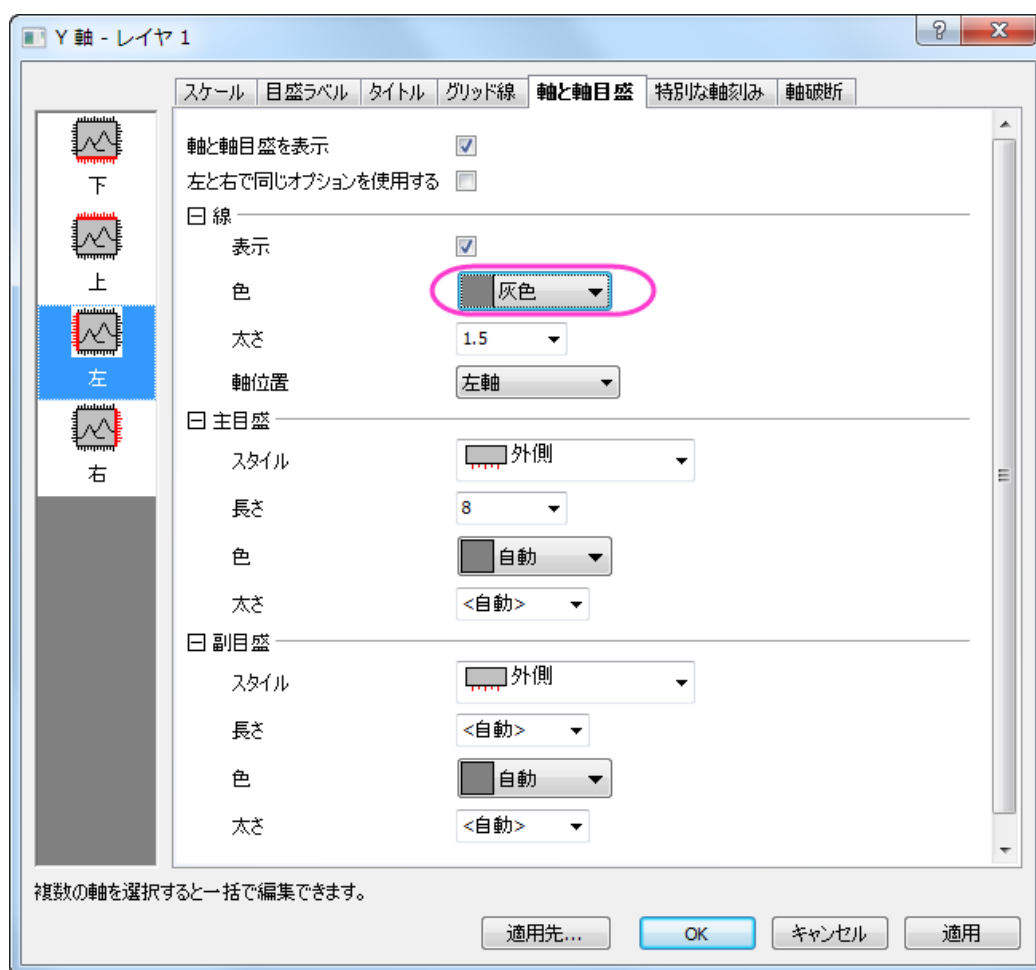 Y 軸 - レイヤ 1
?
スケール 目盛ラベル タイトル グリッド線 軸と軸目盛 特別な軸刻み 軸破断
下
上
左
右
軸と軸目盛を表示
左と右で同じオプションを使用する
線
表示
色 灰色
太さ 1.5
軸位置 左軸
主目盛
スタイル 外側
長さ 8
色 自動
太さ <自動>
副目盛
スタイル 外側
長さ <自動>
色 自動
太さ <自動>
複数の軸を選択すると一括で編集できます。
適用先... OK キャンセル 適用